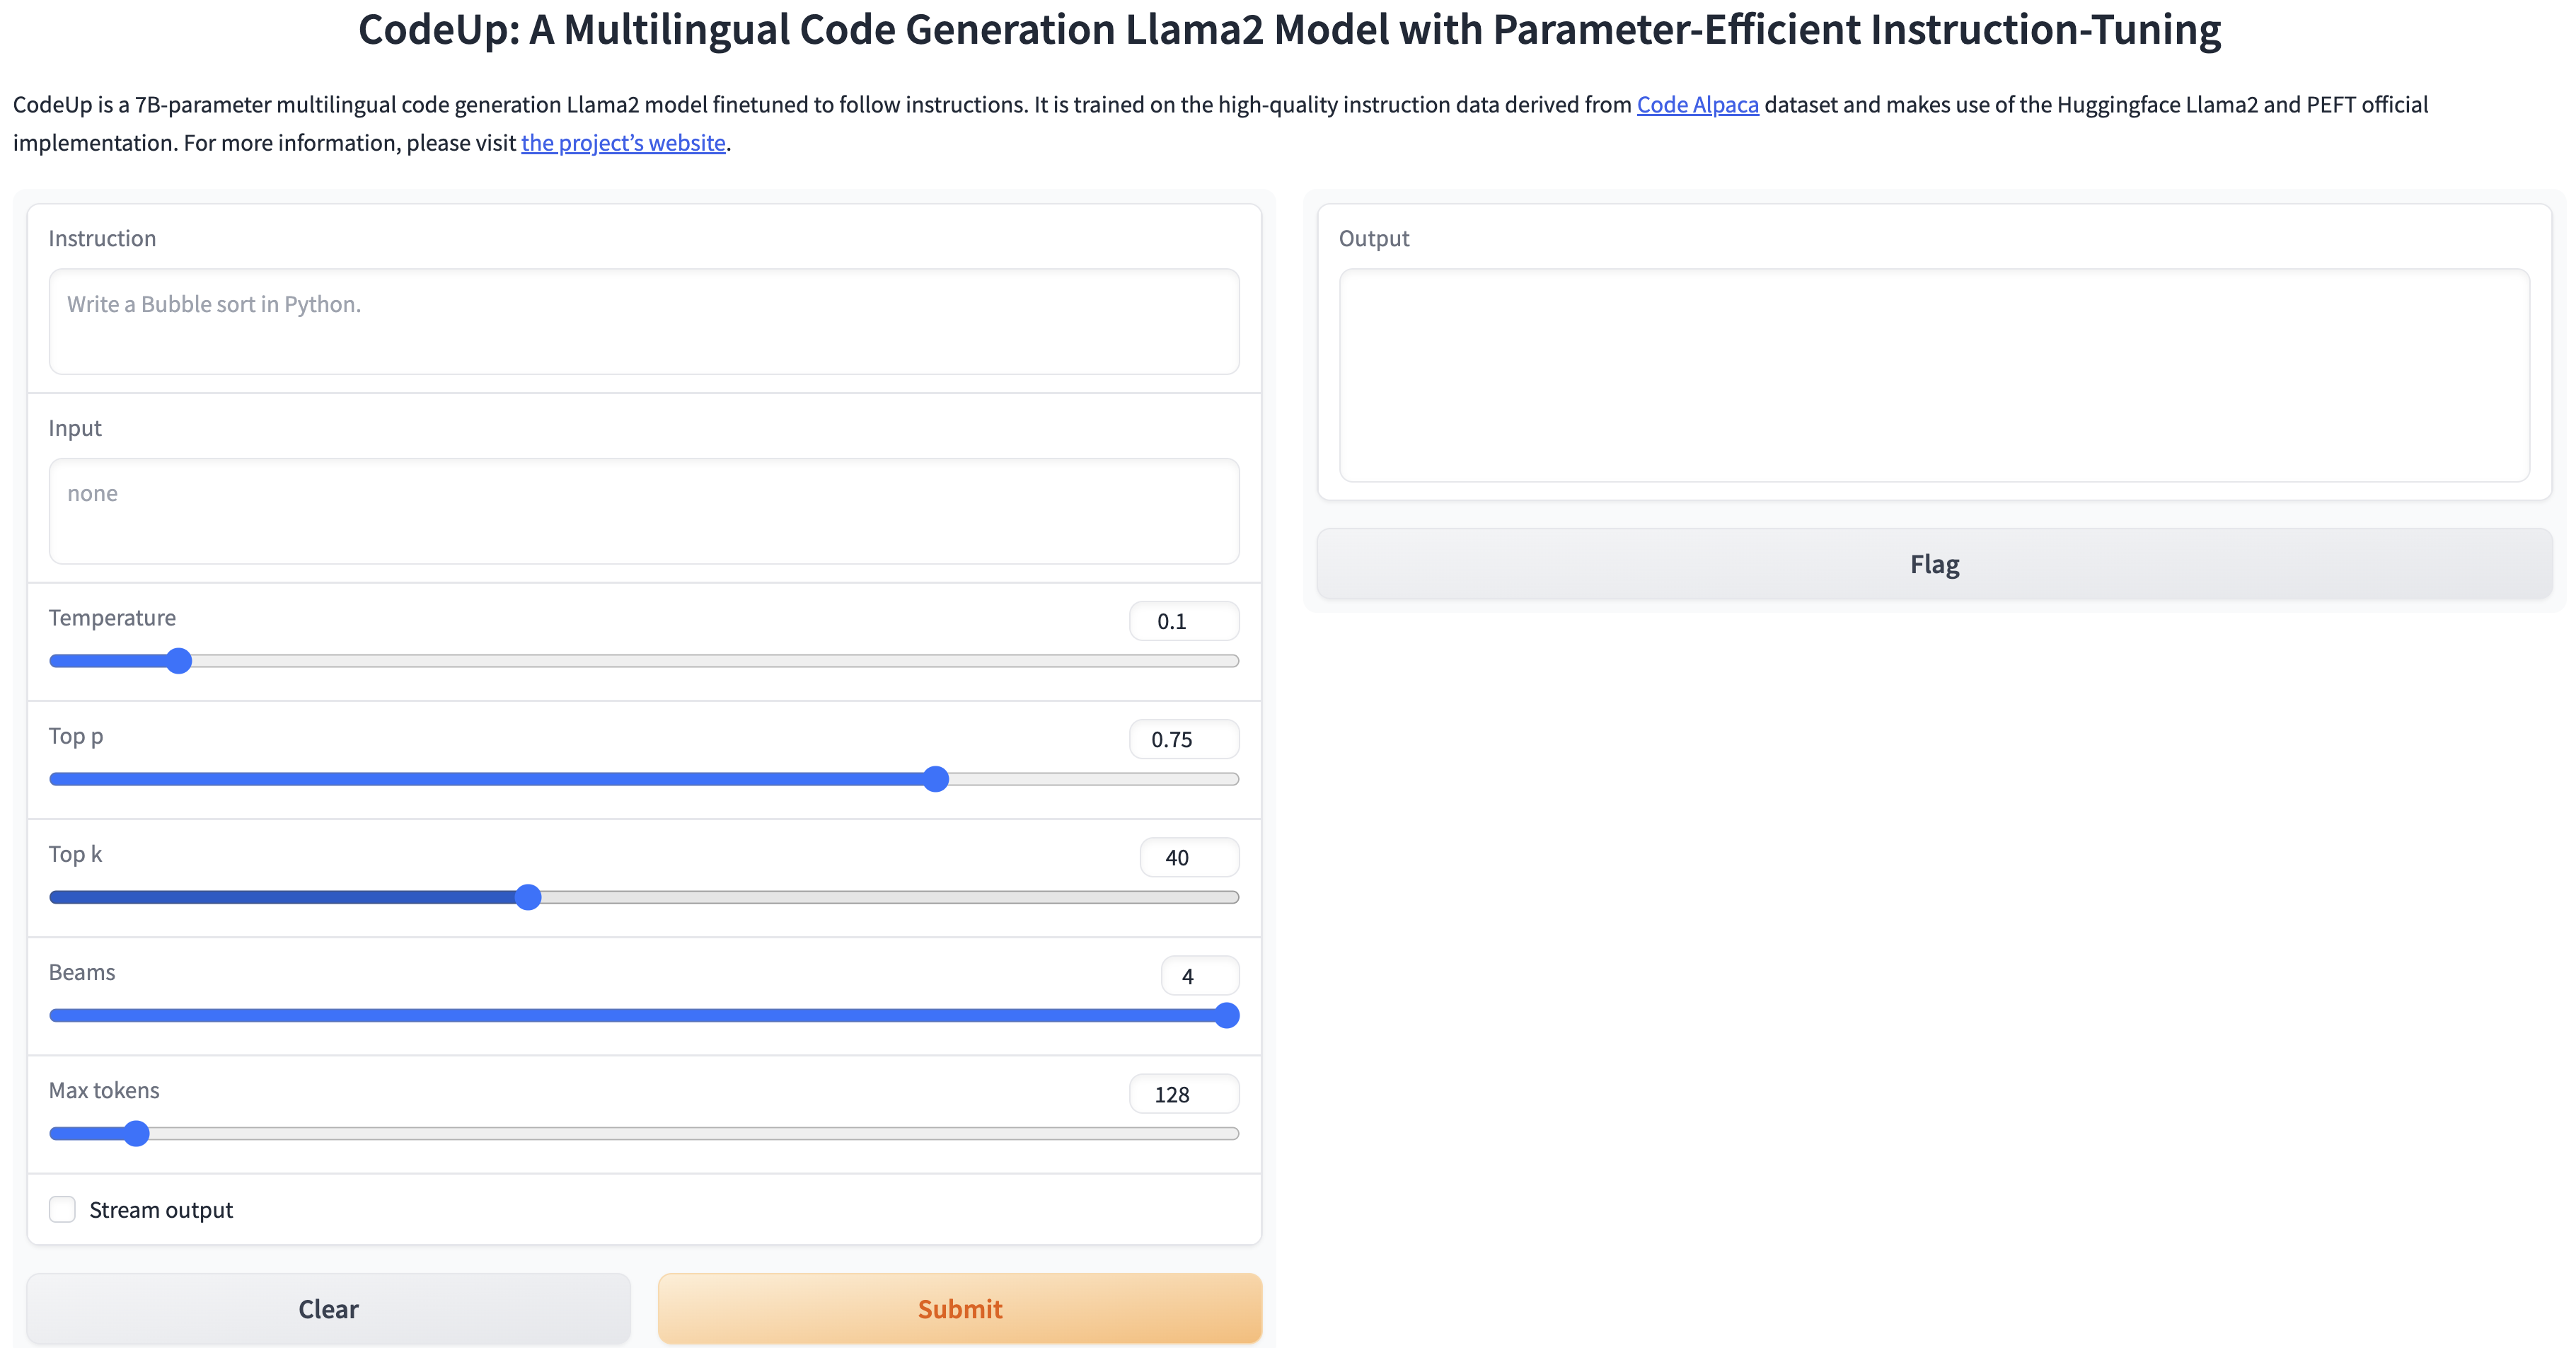 CodeUp: A Multilingual Code Generation Llama2 Model with Parameter-Efficient Instruction-Tuning
CodeUp is a 7B-parameter multilingual code generation Llama2 model finetuned to follow instructions. It is trained on the high-quality instruction data derived from Code Alpaca dataset and makes use of the Huggingface Llama2 and PEFT official
implementation. For more information, please visit the project’s website.
Instruction
Write a Bubble sort in Python.
Input
none
Temperature
0.1
Top p
0.75
Top k
40
Beams
4
Max tokens
128
Stream output
Clear
Submit
Output
Flag